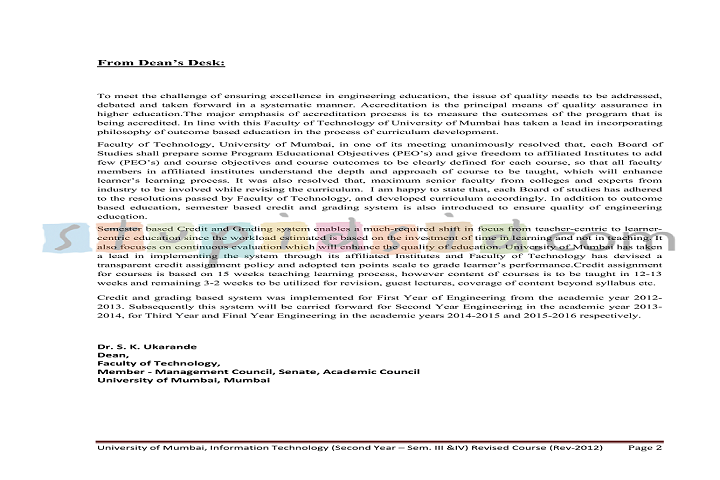 From Dean's Desk:
To meet the challenge of ensuring excellence in engineering education, the issue of quality needs to be addressed,
debated and taken forward in a systematic manner. Accreditation is the principal means of quality assurance in
higher education.The major emphasis of accreditation process is to measure the outcomes of the program that is
being accredited. In line with this Faculty of Technology of University of Mumbai has taken a lead in incorporating
philosophy of outcome based education in the process of curriculum development.
Faculty of Technology, University of Mumbai, in one of its meeting unanimously resolved that, each Board of
Studies shall prepare some Program Educational Objectives (PEO's) and give freedom to affiliated Institutes to add
few (PEO's) and course objectives and course outcomes to be clearly defined for each course, so that all faculty
members in affiliated institutes understand the depth and approach of course to be taught, which will enhance
learner's learning process. It was also resolved that, maximum senior faculty from colleges and experts from
industry to be involved while revising the curriculum. I am happy to state that, each Board of studies has adhered
to the resolutions passed by Faculty of Technology, and developed curriculum accordingly. In addition to outcome
based education, semester based credit and grading system is also introduced to ensure quality of engineering
education.
Semester based Credit and Grading system enables a much-required shift in focus from teacher-centric to learner-
centric education since the workload estimated is based on the investment of time in learning and not in teaching. It
also focuses on continuous evaluation which will enhance the quality of education. University of Mumbai has taken
a lead in implementing the system through its affiliated Institutes and Faculty of Technology has devised a
transparent credit assignment policy and adopted ten points scale to grade learner's performance.Credit assignment
for courses is based on 15 weeks teaching learning process, however content of courses is to be taught in 12-13
weeks and remaining 3-2 weeks to be utilized for revision, guest lectures, coverage of content beyond syllabus etc.
Credit and grading based system was implemented for First Year of Engineering from the academic year 2012-
2013. Subsequently this system will be carried forward for Second Year Engineering in the academic year 2013-
2014, for Third Year and Final Year Engineering in the academic years 2014-2015 and 2015-2016 respectively.
Dr. S. K. Ukarande
Dean,
Faculty of Technology,
Member - Management Council, Senate, Academic Council
University of Mumbai, Mumbai
University of Mumbai, Information Technology (Second Year – Sem. III &IV) Revised Course (Rev-2012) Page 2